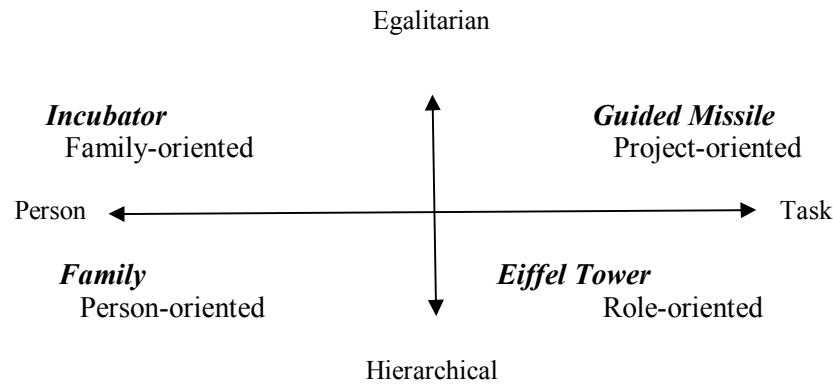 Egalitarian
Incubator
Family-oriented
Guided Missile
Project-oriented
Person
Task
Family
Person-oriented
Eiffel Tower
Role-oriented
Hierarchical